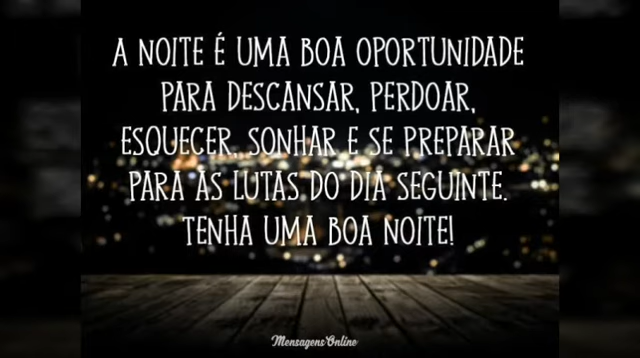 A NOITE É UMA BOA OPORTUNIDADE
PARA DESCANSAR, PERDOAR,
ESQUECER, SONHAR E SE PREPARAR
PARA AS LUTAS DO DIA SEGUINTE.
TENHA UMA BOA NOITE!
Mensagens Online